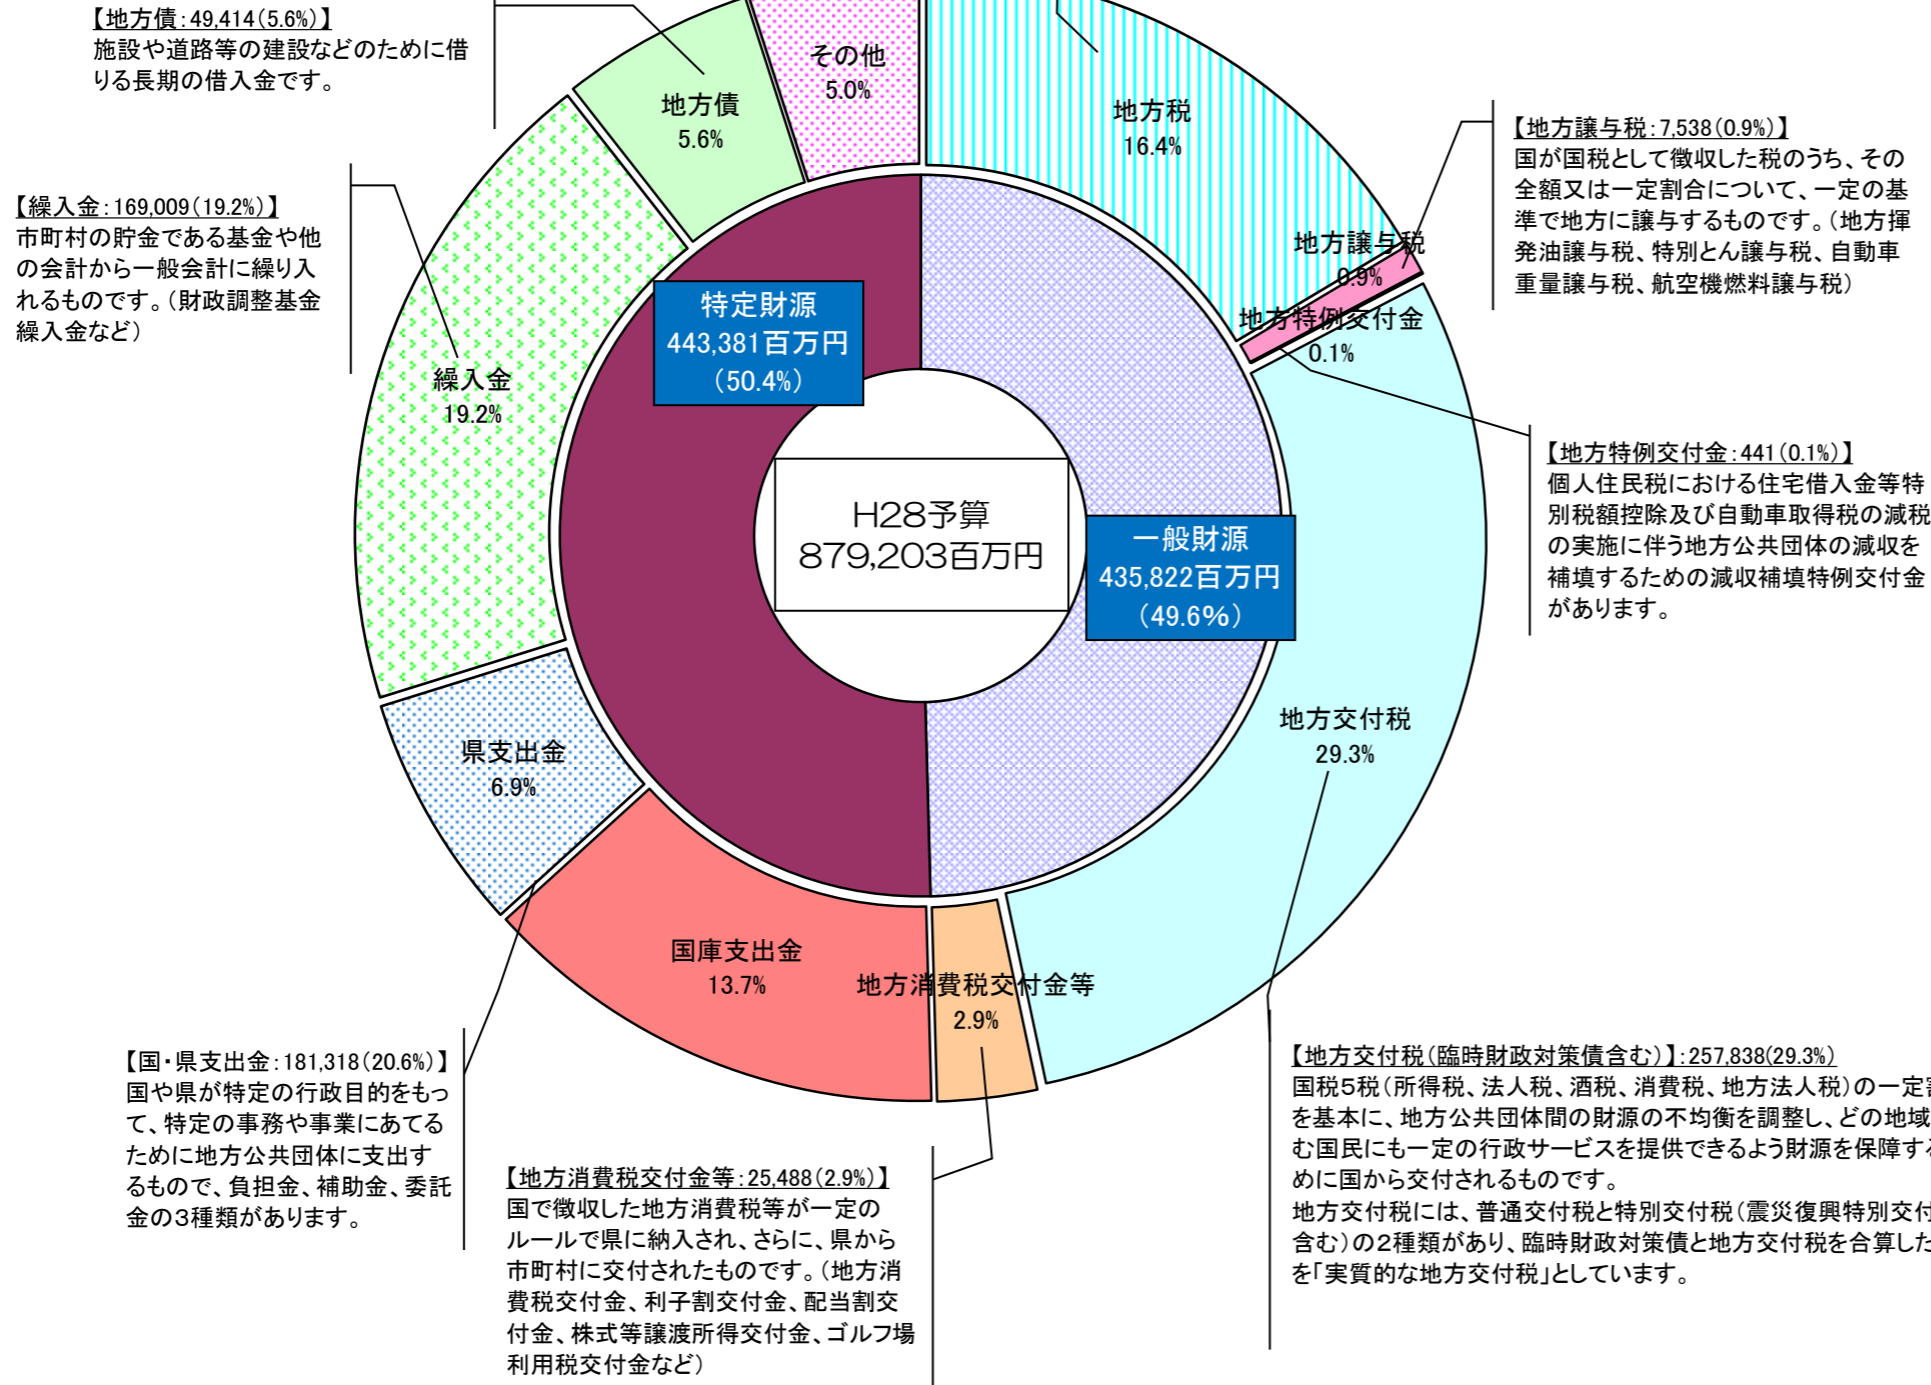 【地方債:49,414(5.6%)】
施設や道路等の建設などのために借
りる長期の借入金です。
その他
5.0%
地方債
5.6%
地方税
16.4%
【地方譲与税:7,538(0.9%)】
国が国税として徴収した税のうち、その
全額又は一定割合について、一定の基
準で地方に譲与するものです。(地方揮
発油譲与税、特別とん譲与税、自動車
重量譲与税、航空機燃料譲与税)
地方譲与税
0.9%
地方特例交付金
0.1%
【繰入金:169,009(19.2%)】
市町村の貯金である基金や他
の会計から一般会計に繰り入
れるものです。(財政調整基金
繰入金など)
特定財源
443,381百万円
(50.4%)
繰入金
19.2%
【地方特例交付金:441(0.1%)】
個人住民税における住宅借入金等特
別税額控除及び自動車取得税の減税
の実施に伴う地方公共団体の減収を
補填するための減収補填特例交付金
があります。
H28予算
879,203百万円
一般財源
435,822百万円
(49.6%)
地方交付税
29.3%
県支出金
6.9%
国庫支出金
13.7%
地方消費税交付金等
2.9%
【国・県支出金:181,318(20.6%)】
国や県が特定の行政目的をもっ
て、特定の事務や事業にあてる
ために地方公共団体に支出す
るもので、負担金、補助金、委託
金の3種類があります。
【地方消費税交付金等:25,488(2.9%)】
国で徴収した地方消費税等が一定の
ルールで県に納入され、さらに、県から
市町村に交付されたものです。(地方消
費税交付金、利子割交付金、配当割交
付金、株式等譲渡所得交付金、ゴルフ場
利用税交付金など)
【地方交付税(臨時財政対策債含む)】:257,838(29.3%)
国税5税(所得税、法人税、酒税、消費税、地方法人税)の一定
を基本に、地方公共団体間の財源の不均衡を調整し、どの地域
む国民にも一定の行政サービスを提供できるよう財源を保障する
めに国から交付されるものです。
地方交付税には、普通交付税と特別交付税(震災復興特別交付
含む)の2種類があり、臨時財政対策債と地方交付税を合算した
を「実質的な地方交付税」としています。